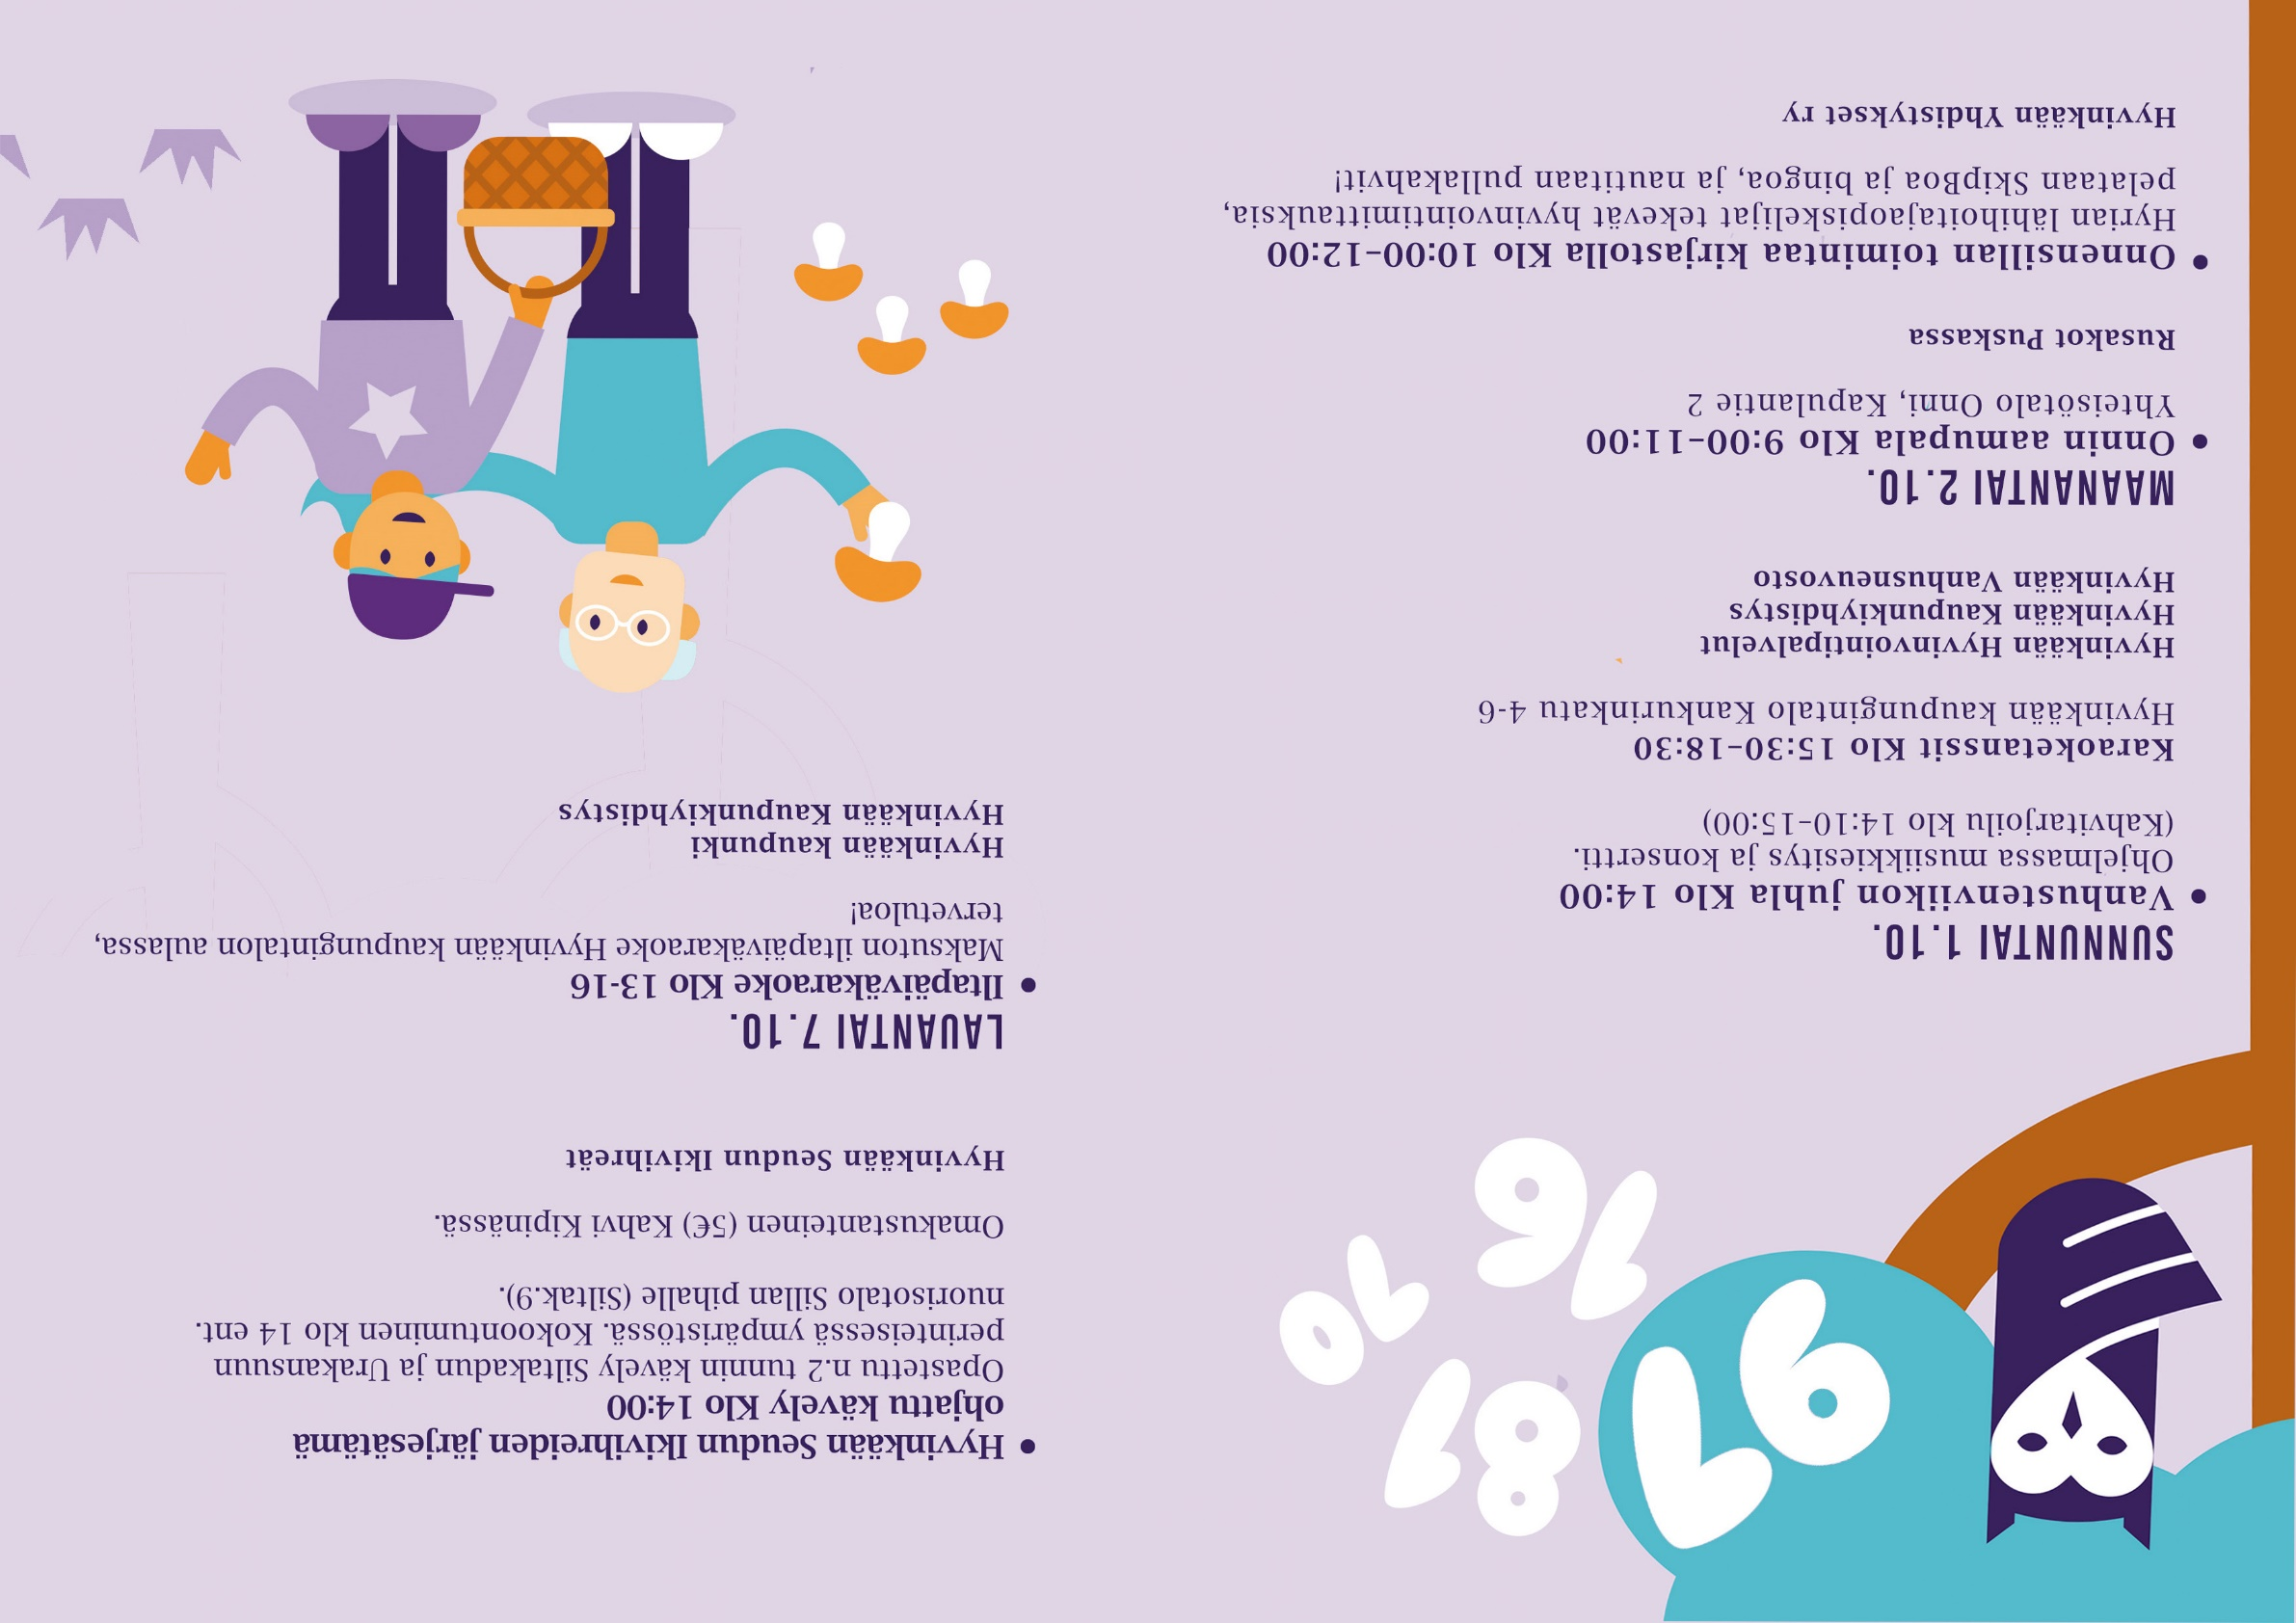 19
18
16
10
SUNNUNTAI 1.10.
• Vanhustenviikon juhla Klo 14:00
Ohjelmassa musiikkiesitys ja konsertti.
(Kahvitarjoilu klo 14:10–15:00)
Karaoketanssit Klo 15:30–18:30
Hyvinkään kaupungintalo Kankurinkatu 4-6
Hyvinkään Hyvinvointipalvelut
Hyvinkään Kaupunkiyhdistys
Hyvinkään Vanhusneuvosto
MAANANTAI 2.10.
• Onnin aamupala Klo 9:00–11:00
Yhteisötalo Onni, Kapulantie 2
Rusakot Puskassa
• Onnensillan toimintaa kirjastolla Klo 10:00–12:00
Hyrian lähihoitajaopiskelijat tekevät hyvinvointimittauksia,
pelataan SkipBoa ja bingoa, ja nautitaan pullakahvit!
Hyvinkään Yhdistykset ry
• Hyvinkään Seudun Ikivihreiden järjesätämä
ohjattu kävely Klo 14:00
Opastettu n.2 tunnin kävely Siltakadun ja Urakansuun
perinteisessä ympäristössä. Kokoontuminen klo 14 ent.
nuorisotalo Sillan pihalle (Siltak.9).
Omakustanteinen (5€) Kahvi Kipinässä.
Hyvinkään Seudun Ikivihreät
LAUANTAI 7.10.
• Iltapäiväkaraoke Klo 13-16
Maksuton iltapäiväkaraoke Hyvinkään kaupungintalon aulassa,
tervetuloa!
Hyvinkään kaupunki
Hyvinkään Kaupunkiyhdistys